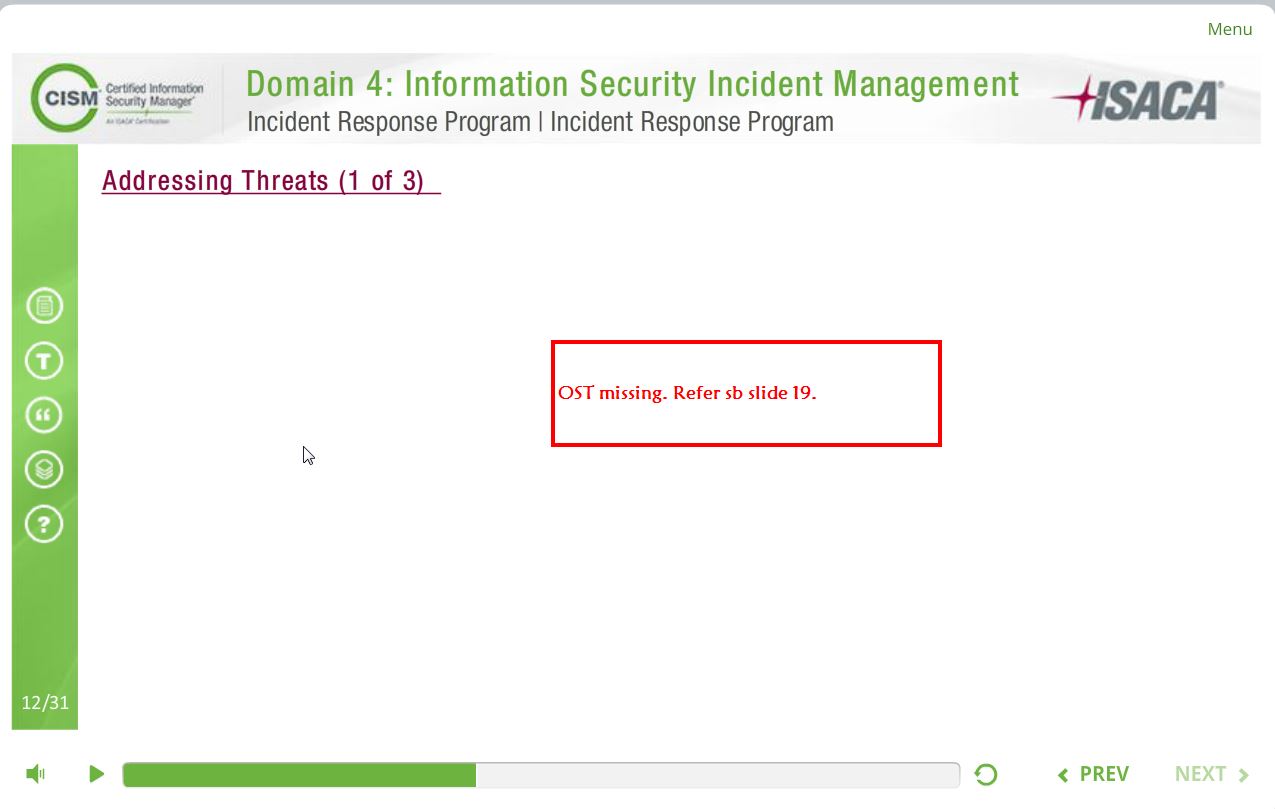 Menu
CISM
Certified Information
Security Manager®
An ISACA® Certification
Domain 4: Information Security Incident Management
Incident Response Program | Incident Response Program
ISACA®
Addressing Threats (1 of 3)
OST missing. Refer sb slide 19.
T
“
?
12/31
PREV
NEXT